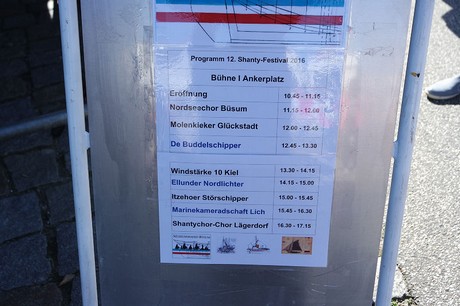 Programm 12. Shanty-Festival 2016
Bühne I Ankerplatz
Eröffnung 10.45 - 11.15
Nordseechor Büsum 11.15 - 12.00
Molenkieker Glückstadt 12.00 - 12.45
De Buddelschipper 12.45 - 13.30
Windstärke 10 Kiel 13.30 - 14.15
Ellunder Nordlichter 14.15 - 15.00
Itzehoer Störschipper 15.00 - 15.45
Marinekameradschaft Lich 15.45 - 16.30
Shantychor-Chor Lägerdorf 16.30 - 17.15